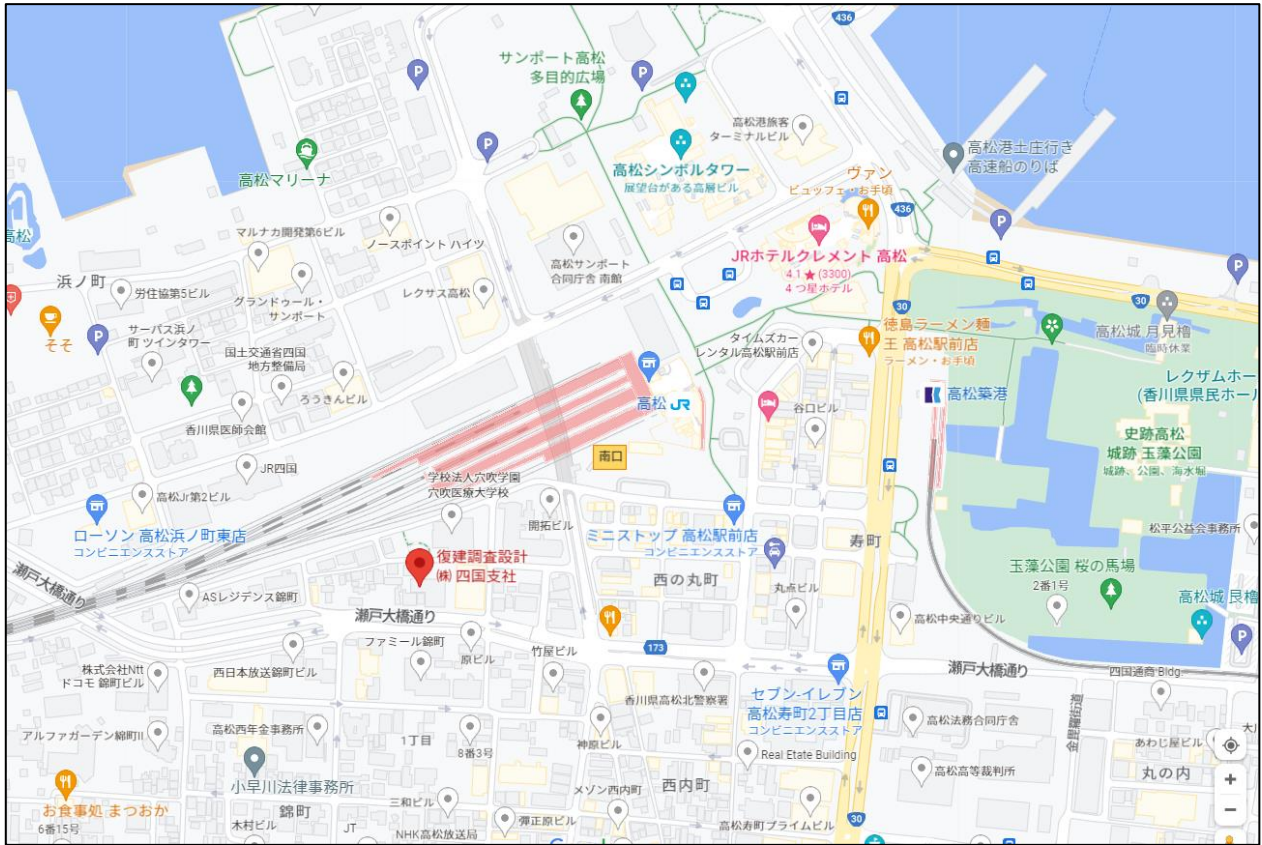 436
サンポート高松
多目的広場
P
P
P
P
高松港旅客
ターミナルビル
高松港土庄行き
高速船のりば
高松マリーナ
高松シンボルタワー
展望台がある高層ビル
ヴァン
ビュッフェ・お手頃
436
P
高松
マルナカ開発第6ビル
ノースポイント ハイツ
高松サンポート
合同庁舎 南館
JRホテルクレメント 高松
4.1 ★ (3300)
4 つ星ホテル
P
浜ノ町
労住協第5ビル
グランドゥール・
サンポート
レクサス高松
30
30
高松城 月見櫓
臨時休業
そそ
P
サーパス浜ノ
町 ツインタワー
国土交通省四国
地方整備局
タイムズカー
レンタル高松駅前店
徳島ラーメン麺
王 高松駅前店
ラーメン・お手頃
レクザムホー
(香川県県民ホール
ろうきんビル
高松 JR
高松築港
香川県医師会館
谷口ビル
史跡高松
城跡 玉藻公園
城跡、公園、海水堀
JR四国
南口
学校法人穴吹学園
穴吹医療大学校
高松Jr第2ビル
開拓ビル
ローソン 高松浜ノ町東店
コンビニエンスストア
ミニストップ 高松駅前店
コンビニエンスストア
寿町
松平公益会事務所
復建調査設計
㈱ 四国支社
西の丸町
玉藻公園 桜の馬場
2番1号
瀬戸大橋通り
ASレジデンス錦町
丸点ビル
高松城 艮櫓
瀬戸大橋通り
高松中央通りビル
P
ファミール錦町
原ビル
竹屋ビル
173
株式会社Ntt
ドコモ 錦町ビル
西日本放送錦町ビル
瀬戸大橋通り
四国通商 Bldg.
香川県高松北警察署
セブン-イレブン
高松寿町2丁目店
コンビニエンスストア
金毘羅街道
アルファガーデン錦町II
高松西年金事務所
1丁目
8番3号
神原ビル
高松法務合同庁舎
あわじ屋ビル
Real Etate Building
小早川法律事務所
高松高等裁判所
丸の内
メゾン西内町
西内町
お食事処 まつおか
6番15号
錦町
三和ビル
木村ビル
JT
NHK高松放送局
彈正原ビル
高松寿町プライムビル
30
30